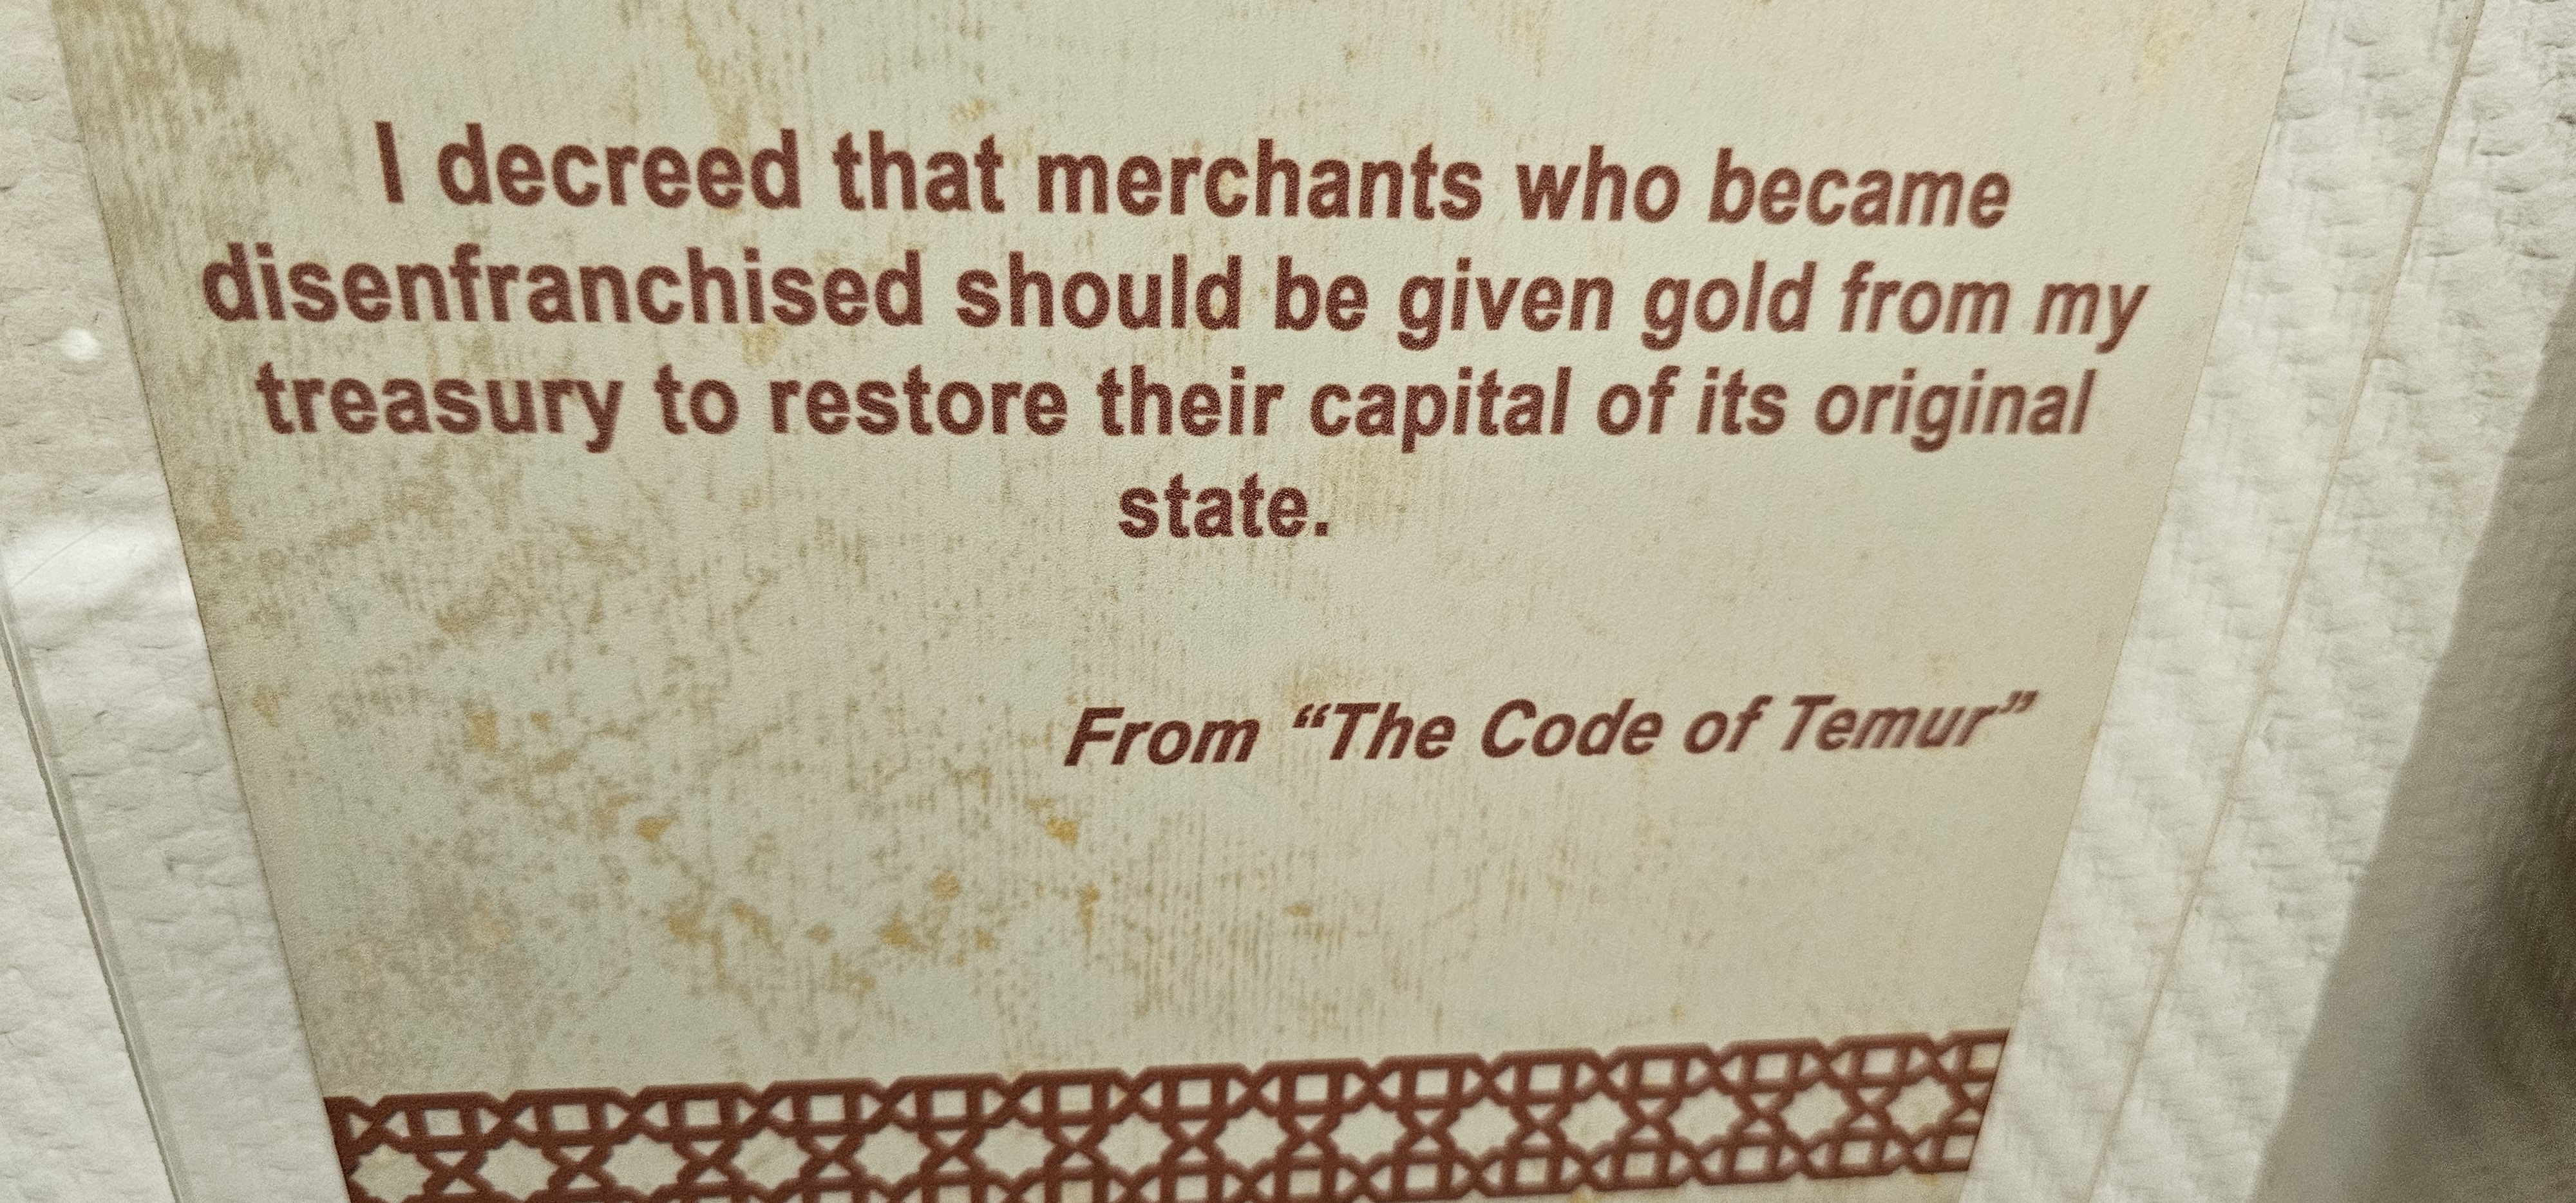 I decreed that merchants who became
disenfranchised should be given gold from my
treasury to restore their capital of its original
state.
From “The Code of Temur”